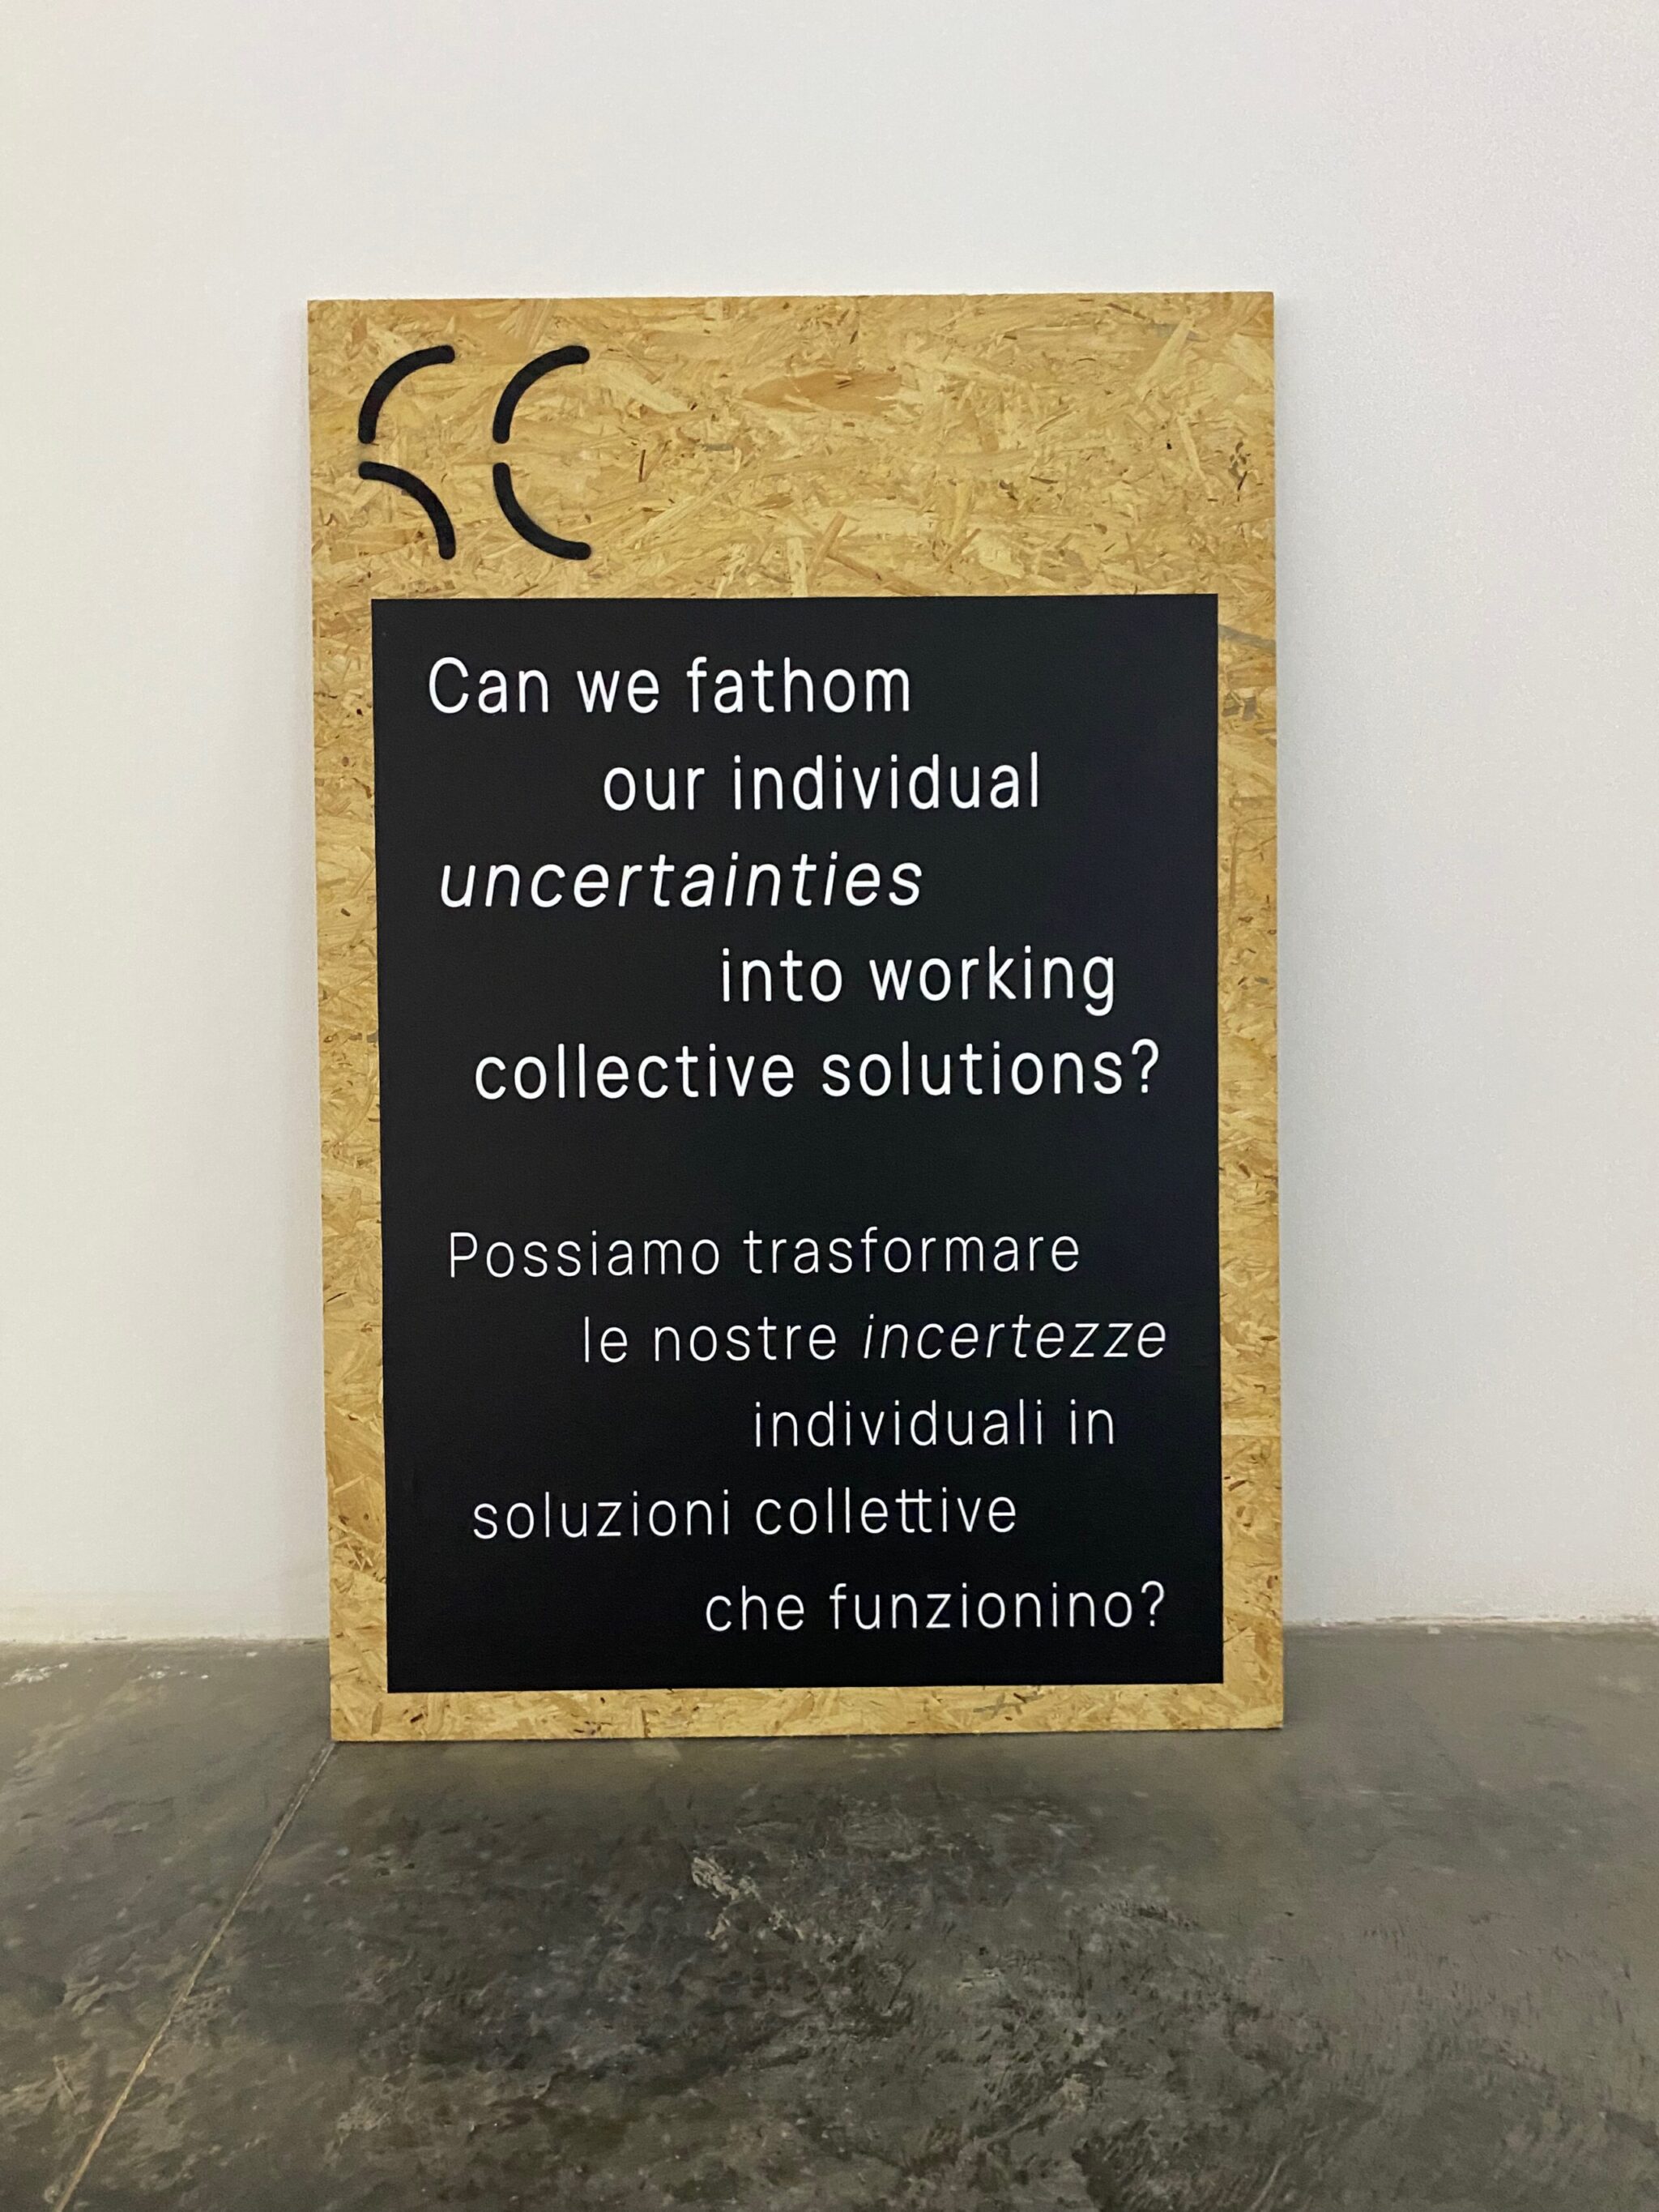 Can we fathom
our individual
uncertainties
into working
collective solutions?
Possiamo trasformare
le nostre incertezze
individuali in
soluzioni collettive
che funzionino?